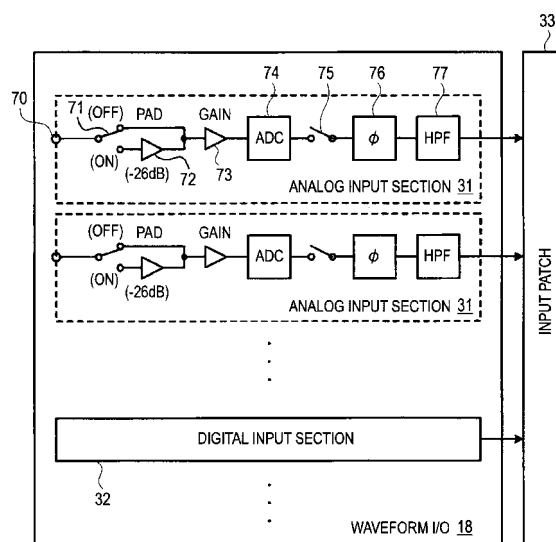 33
74 75 76 77
70 71 (OFF) PAD GAIN
ADC φ HPF
(ON) 72 73
(-26dB)
ANALOG INPUT SECTION 31
(OFF) PAD GAIN
ADC φ HPF
(ON)
(-26dB)
ANALOG INPUT SECTION 31
INPUT PATCH
DIGITAL INPUT SECTION
32
WAVEFORM I/O 18